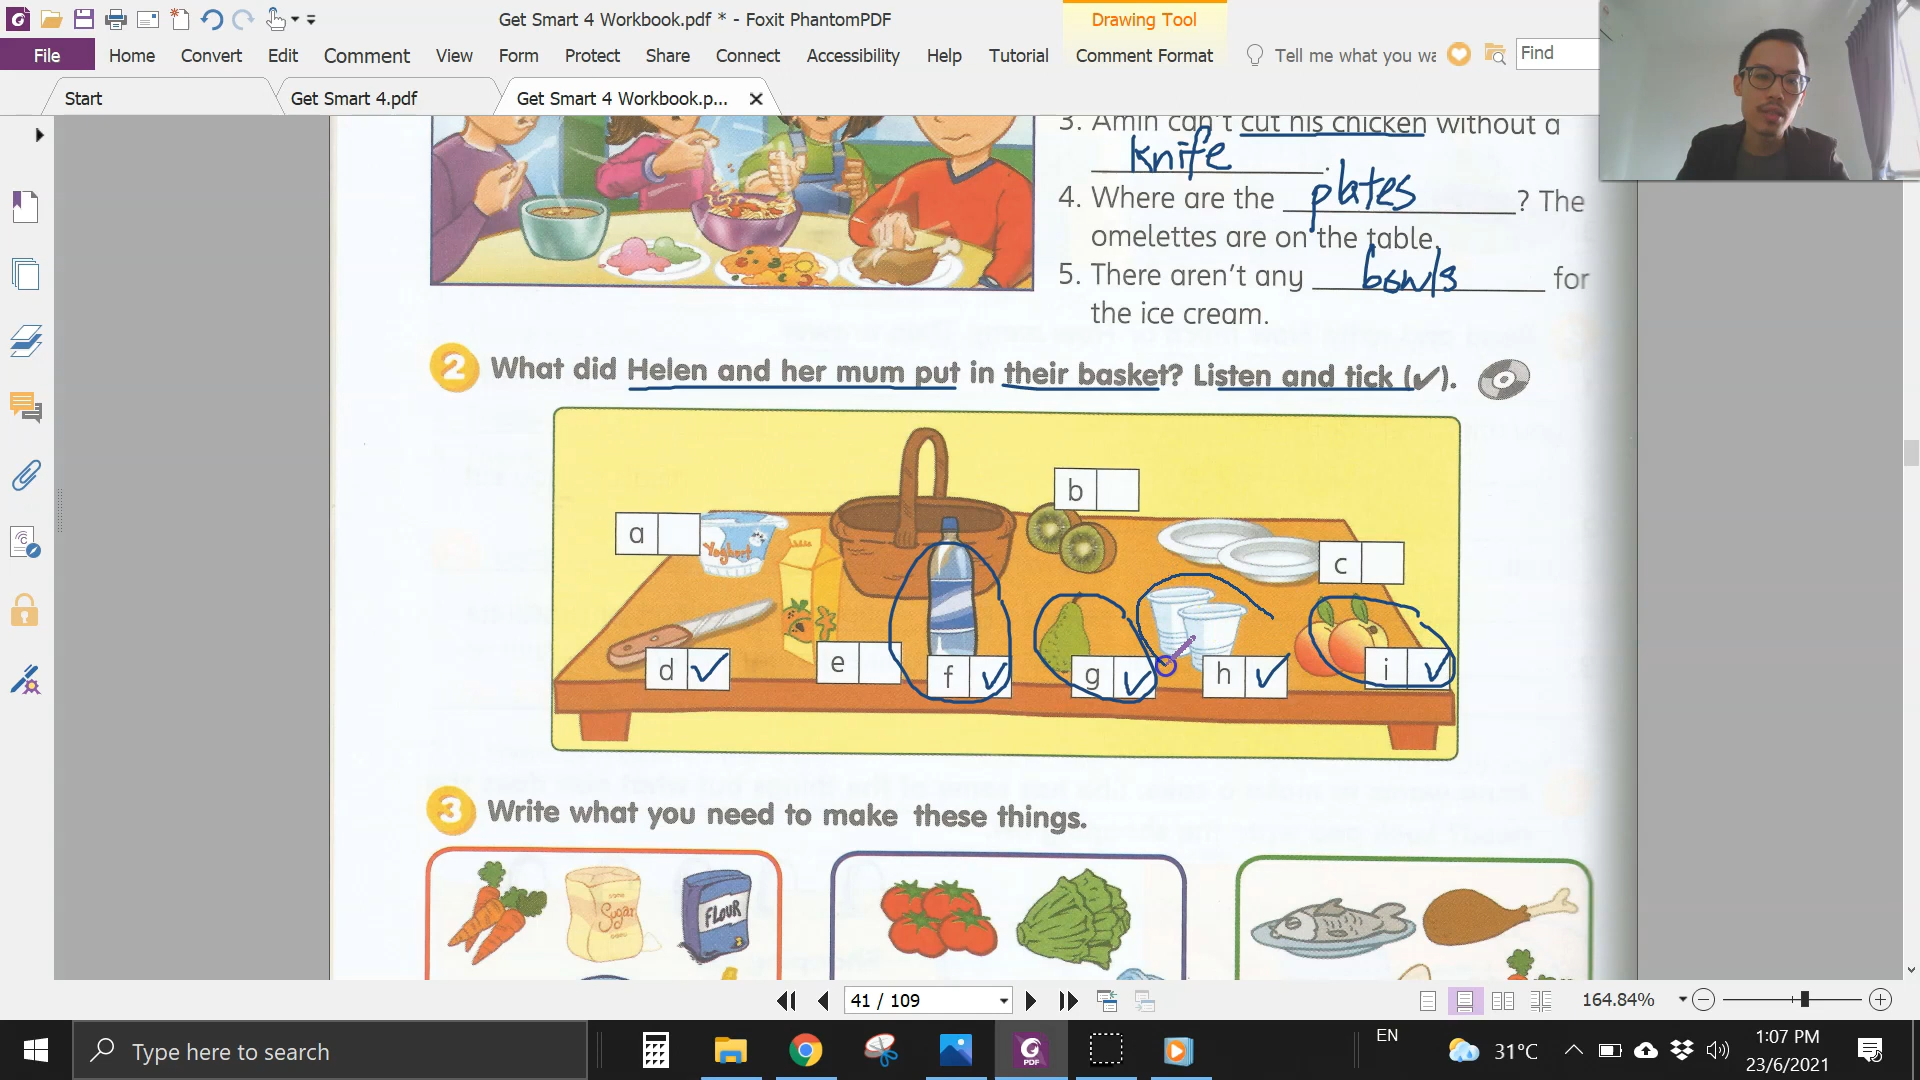 Get Smart 4 Workbook.pdf * - Foxit PhantomPDF
Drawing Tool
File
Home
Convert
Edit
Comment
View
Form
Protect
Share
Connect
Accessibility
Help
Tutorial
Comment Format
Tell me what you wa
Find
Start
Get Smart 4.pdf
Get Smart 4 Workbook.p...
3. Amin can't cut his chicken without a
knife .
4. Where are the plates ? The
omelettes are on the table.
5. There aren't any bowls for
the ice cream.
2 What did Helen and her mum put in their basket? Listen and tick (✓).
b
a
Yoghurt
c
d ✓
e
f ✓
g ✓
h ✓
i ✓
3 Write what you need to make these things.
Sugar
FLOUR
41 / 109
164.84%
Type here to search
PDF
EN
31°C
1:07 PM
23/6/2021